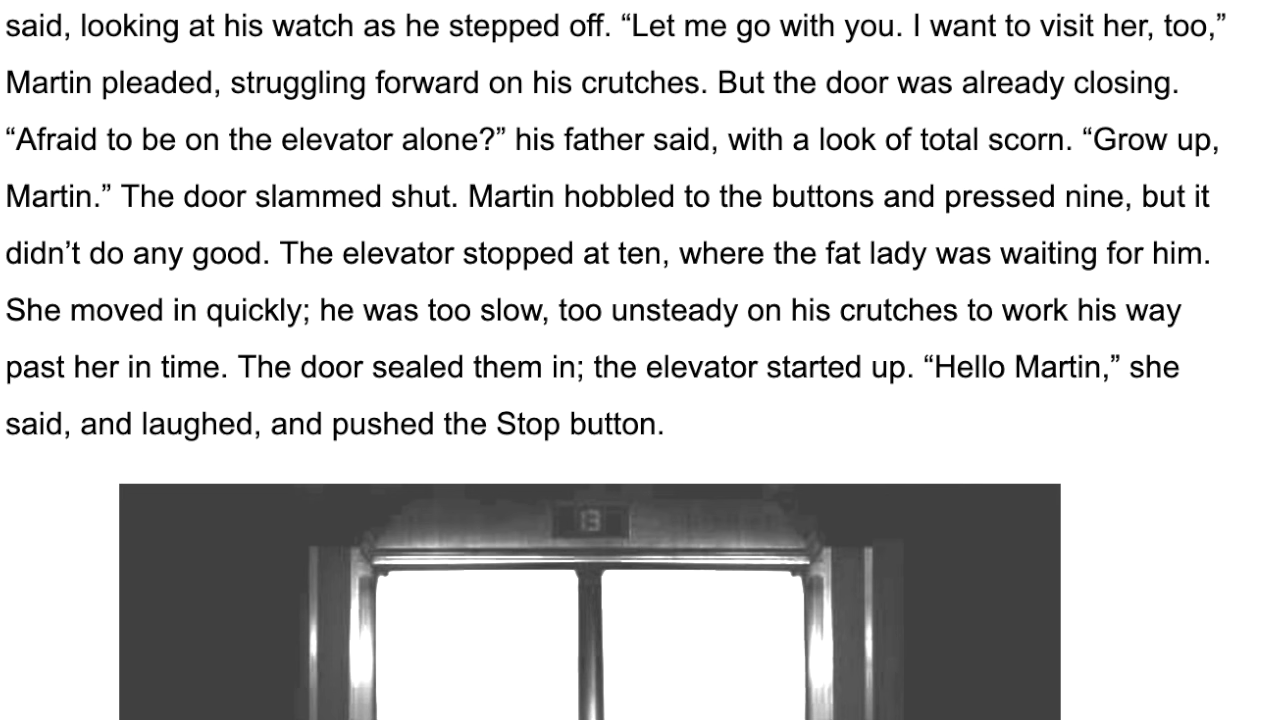 said, looking at his watch as he stepped off. “Let me go with you. I want to visit her, too,”
Martin pleaded, struggling forward on his crutches. But the door was already closing.
“Afraid to be on the elevator alone?” his father said, with a look of total scorn. “Grow up,
Martin.” The door slammed shut. Martin hobbled to the buttons and pressed nine, but it
didn’t do any good. The elevator stopped at ten, where the fat lady was waiting for him.
She moved in quickly; he was too slow, too unsteady on his crutches to work his way
past her in time. The door sealed them in; the elevator started up. “Hello Martin,” she
said, and laughed, and pushed the Stop button.
13